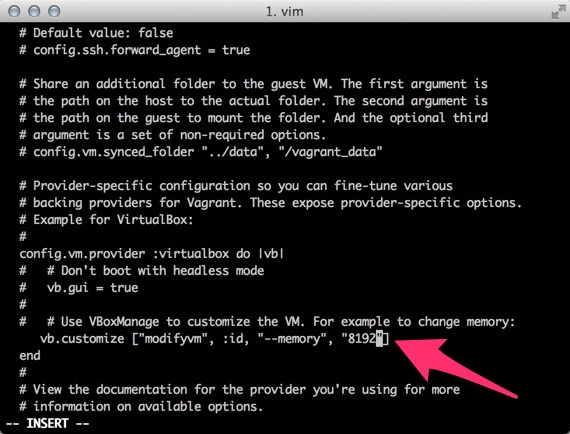 1. vim
# Default value: false
# config.ssh.forward_agent = true
# Share an additional folder to the guest VM. The first argument is
# the path on the host to the actual folder. The second argument is
# the path on the guest to mount the folder. And the optional third
# argument is a set of non-required options.
# config.vm.synced_folder "../data", "/vagrant_data"
# Provider-specific configuration so you can fine-tune various
# backing providers for Vagrant. These expose provider-specific options.
# Example for VirtualBox:
#
config.vm.provider :virtualbox do |vb|
#   # Don't boot with headless mode
#   vb.gui = true
#
#   # Use VBoxManage to customize the VM. For example to change memory:
vb.customize ["modifyvm", :id, "--memory", "8192"]
end
#
# View the documentation for the provider you're using for more
# information on available options.
-- INSERT --